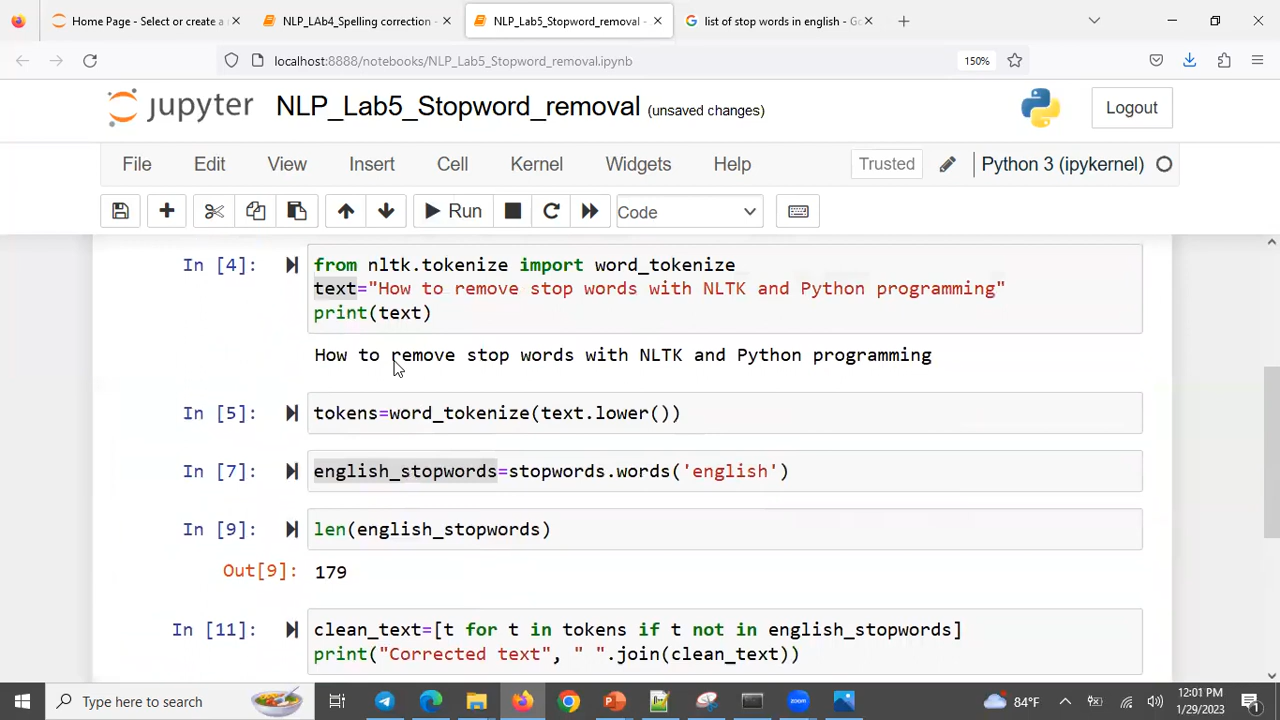 Home Page - Select or create a
NLP_LAb4_Spelling correction -
NLP_Lab5_Stopword_removal -
list of stop words in english - Go
localhost:8888/notebooks/NLP_Lab5_Stopword_removal.ipynb
150%
jupyter NLP_Lab5_Stopword_removal (unsaved changes)
Logout
File Edit View Insert Cell Kernel Widgets Help
Trusted
Python 3 (ipykernel)
Run
Code
In [4]: from nltk.tokenize import word_tokenize
text="How to remove stop words with NLTK and Python programming"
print(text)
How to remove stop words with NLTK and Python programming
In [5]: tokens=word_tokenize(text.lower())
In [7]: english_stopwords=stopwords.words('english')
In [9]: len(english_stopwords)
Out[9]: 179
In [11]: clean_text=[t for t in tokens if t not in english_stopwords]
print("Corrected text", " ".join(clean_text))
Type here to search
84°F
12:01 PM
1/29/2023